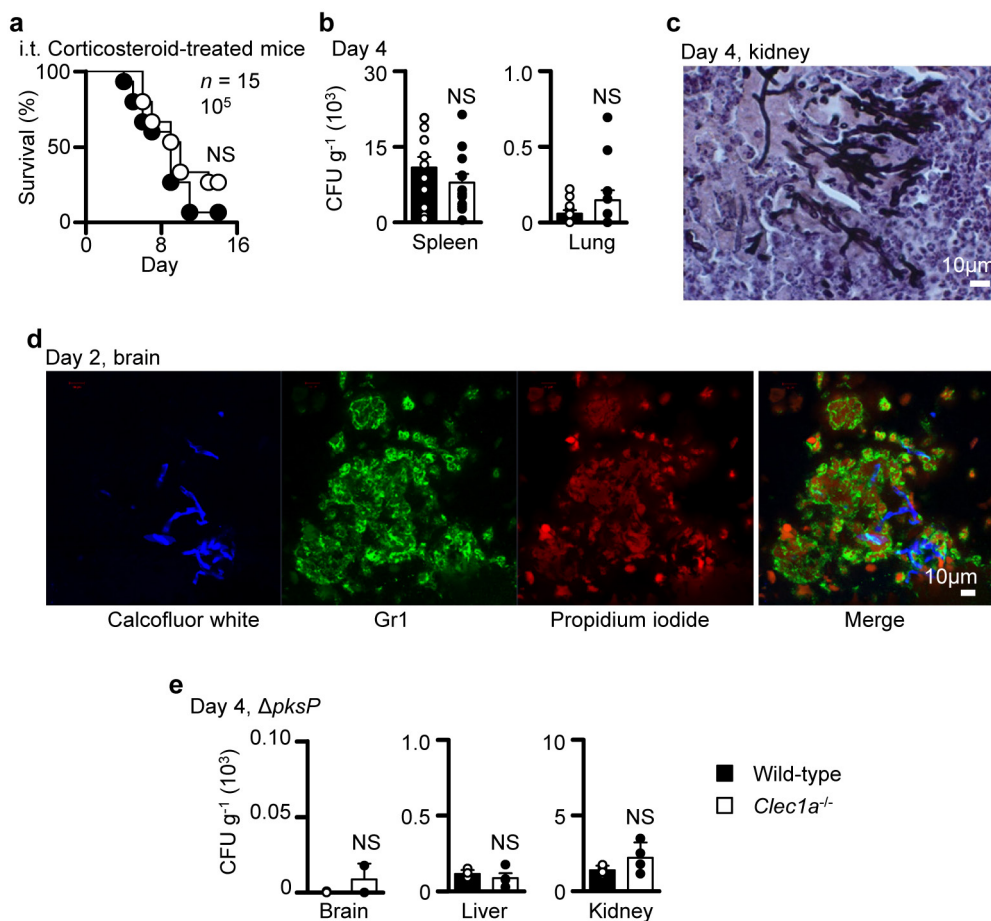 a
i.t. Corticosteroid-treated mice
100
50
0
Survival (%)
n = 15
10⁵
NS
0 8 16
Day
b
Day 4
CFU g⁻¹ (10³)
30
15
0
NS
Spleen
1.0
0.5
0
NS
Lung
c
Day 4, kidney
10µm
d
Day 2, brain
10µm
Calcofluor white Gr1 Propidium iodide Merge
e
Day 4, ΔpksP
CFU g⁻¹ (10³)
0.10
0.05
0
NS
Brain
1.0
0.5
0
NS
Liver
10
5
0
NS
Kidney
Wild-type
Clec1a⁻/⁻